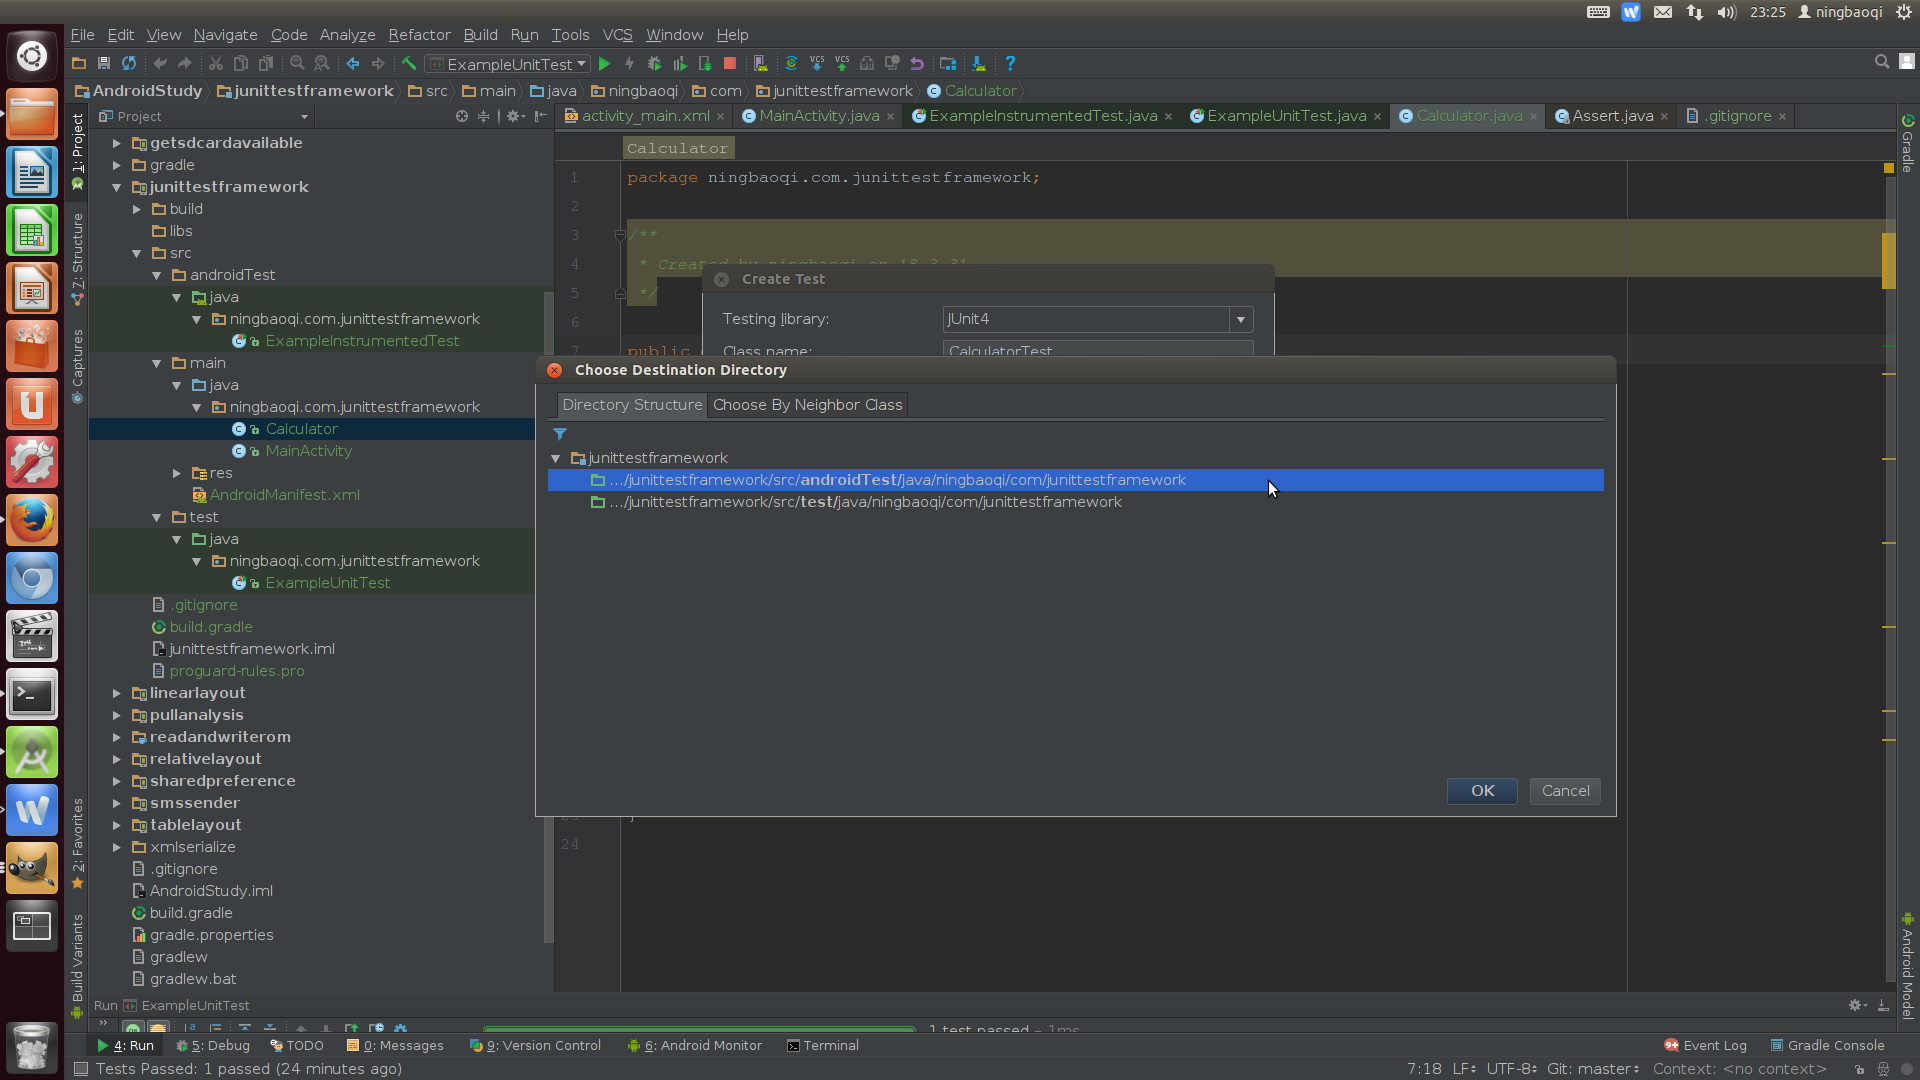 23:25 ningbaoqi
File Edit View Navigate Code Analyze Refactor Build Run Tools VCS Window Help
ExampleUnitTest VCS VCS ?
AndroidStudy junittestframework src main java ningbaoqi com junittestframework Calculator
Project activity_main.xml MainActivity.java ExampleInstrumentedTest.java ExampleUnitTest.java Calculator.java Assert.java .gitignore
1: Project
Z: Structure
Captures
2: Favorites
Build Variants
Gradle
Android Model
getsdcardavailable
gradle
junittestframework
build
libs
src
androidTest
java
ningbaoqi.com.junittestframework
ExampleInstrumentedTest
main
java
ningbaoqi.com.junittestframework
Calculator
MainActivity
res
AndroidManifest.xml
test
java
ningbaoqi.com.junittestframework
ExampleUnitTest
.gitignore
build.gradle
junittestframework.iml
proguard-rules.pro
linearlayout
pullanalysis
readandwriterom
relativelayout
sharedpreference
smssender
tablelayout
xmlserialize
.gitignore
AndroidStudy.iml
build.gradle
gradle.properties
gradlew
gradlew.bat
Calculator
1 package ningbaoqi.com.junittestframework;
2
3 /**
4 * Created by ningbaoqi on 18-3-31
5 */
6
7 public
24
Create Test
Testing library: JUnit4
Class name: CalculatorTest
Choose Destination Directory
Directory Structure Choose By Neighbor Class
junittestframework
.../junittestframework/src/androidTest/java/ningbaoqi/com/junittestframework
.../junittestframework/src/test/java/ningbaoqi/com/junittestframework
OK Cancel
Run ExampleUnitTest
1 test passed – 1ms
4: Run 5: Debug TODO 0: Messages 9: Version Control 6: Android Monitor Terminal 9+ Event Log Gradle Console
Tests Passed: 1 passed (24 minutes ago) 7:18 LF UTF-8 Git: master Context: <no context>